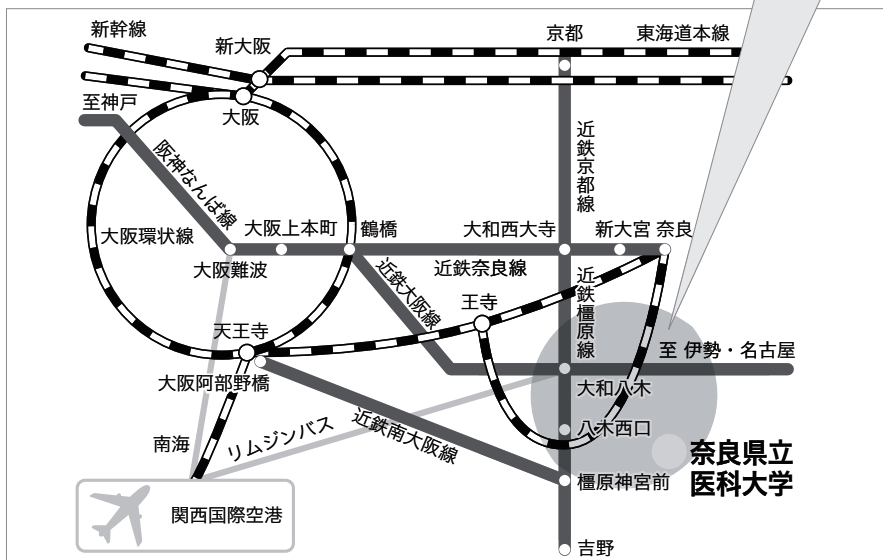 新幹線
新大阪
京都
東海道本線
至神戸
大阪
阪神なんば線
近鉄京都線
大阪環状線
大阪上本町
鶴橋
大和西大寺
新大宮
奈良
大阪難波
近鉄奈良線
近鉄大阪線
近鉄橿原線
王寺
天王寺
至 伊勢・名古屋
大阪阿部野橋
大和八木
リムジンバス
近鉄南大阪線
八木西口
南海
奈良県立
医科大学
橿原神宮前
関西国際空港
吉野